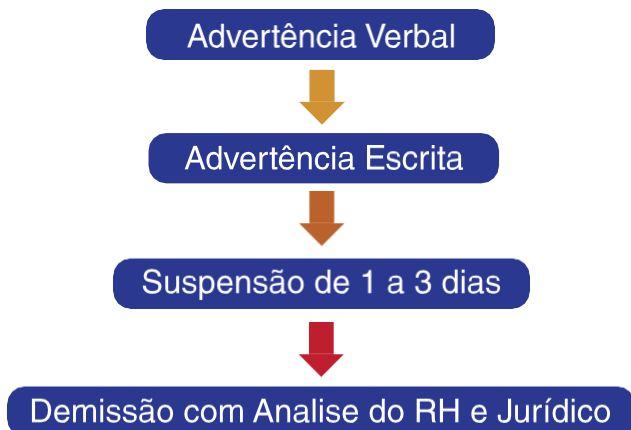 Advertência Verbal
Advertência Escrita
Suspensão de 1 a 3 dias
Demissão com Analise do RH e Jurídico